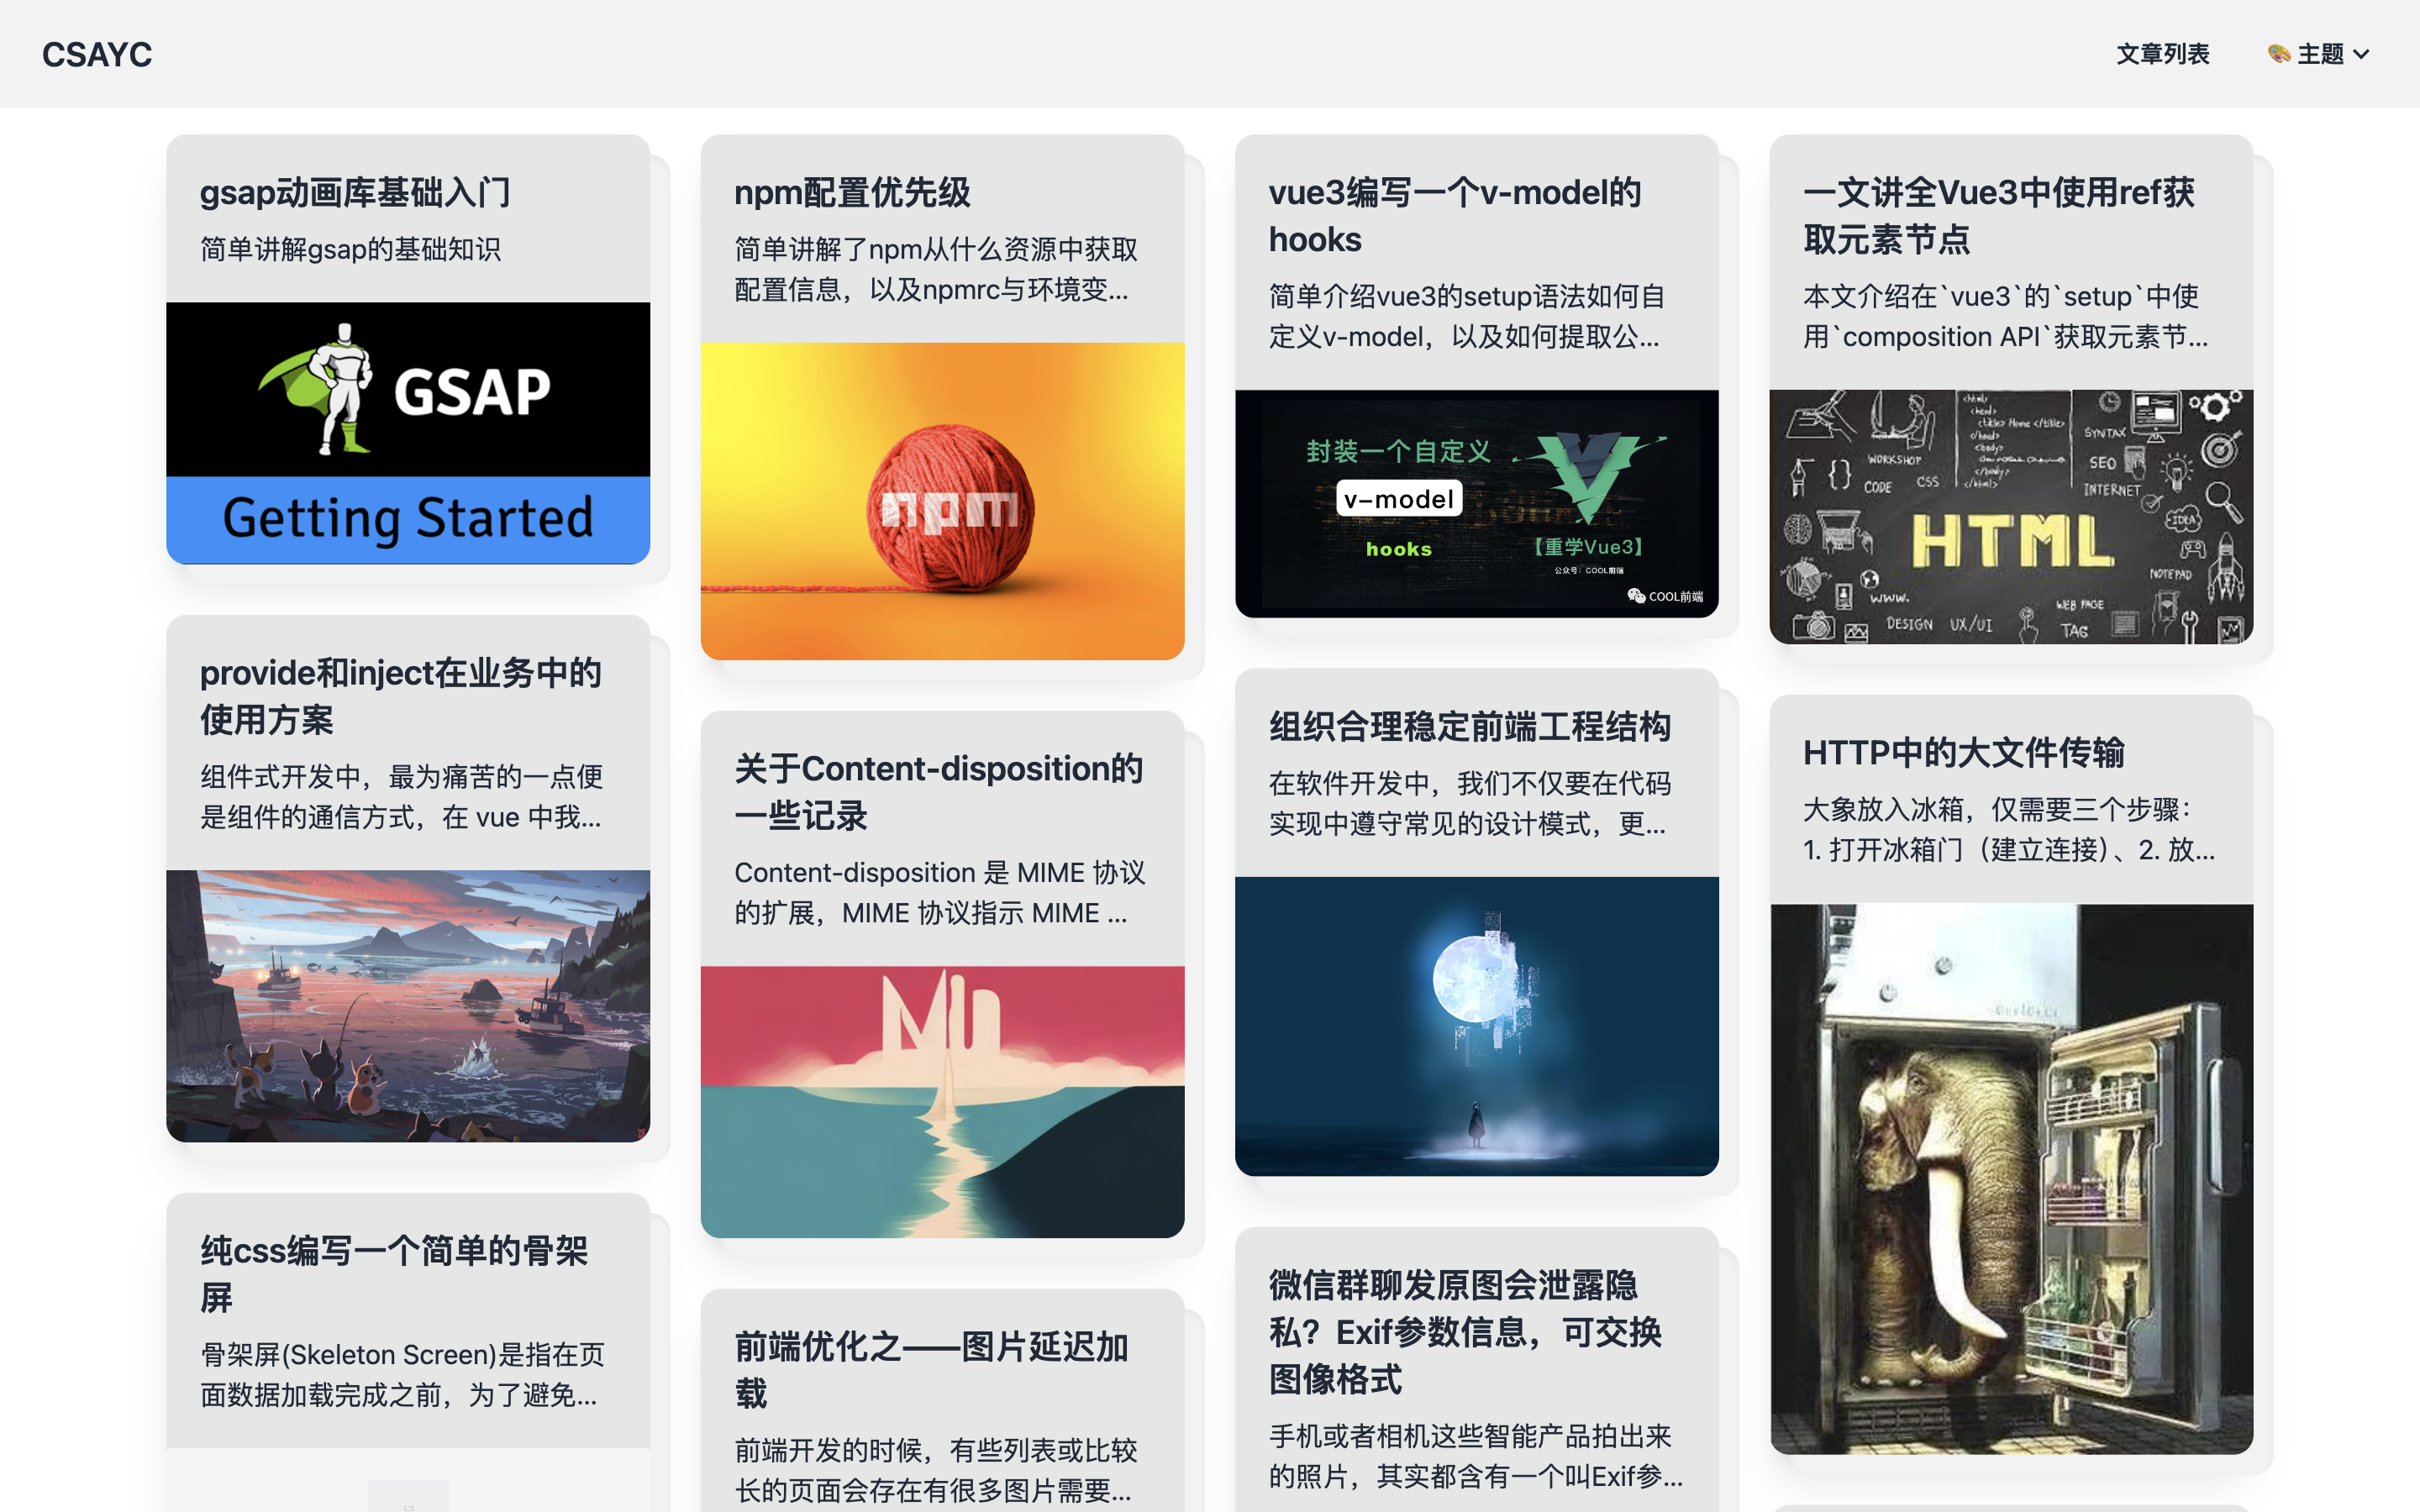 CSAYC
文章列表
🎨 主题
gsap动画库基础入门
简单讲解gsap的基础知识
GSAP
Getting Started
provide和inject在业务中的
使用方案
组件式开发中，最为痛苦的一点便
是组件的通信方式，在 vue 中我...
纯css编写一个简单的骨架
屏
骨架屏(Skeleton Screen)是指在页
面数据加载完成之前，为了避免...
npm配置优先级
简单讲解了npm从什么资源中获取
配置信息，以及npmrc与环境变...
npm
关于Content-disposition的
一些记录
Content-disposition 是 MIME 协议
的扩展，MIME 协议指示 MIME ...
前端优化之——图片延迟加
载
前端开发的时候，有些列表或比较
长的页面会存在有很多图片需要...
vue3编写一个v-model的
hooks
简单介绍vue3的setup语法如何自
定义v-model，以及如何提取公...
封装一个自定义
v-model
hooks
【重学Vue3】
公众号：COOL前端
COOL前端
组织合理稳定前端工程结构
在软件开发中，我们不仅要在代码
实现中遵守常见的设计模式，更...
微信群聊发原图会泄露隐
私？Exif参数信息，可交换
图像格式
手机或者相机这些智能产品拍出来
的照片，其实都含有一个叫Exif参...
一文讲全Vue3中使用ref获
取元素节点
本文介绍在`vue3`的`setup`中使
用`composition API`获取元素节...
<html>
<head>
<title> Home </title>
</head>
<body>
</body>
</html>
SYNTAX
WORKSHOP
SEO
CODE
CSS
INTERNET
IDEA
HTML
NOTEPAD
WWW.
WEB PAGE
DESIGN
UX/UI
TAG
HTTP中的大文件传输
大象放入冰箱，仅需要三个步骤：
1. 打开冰箱门（建立连接）、2. 放...